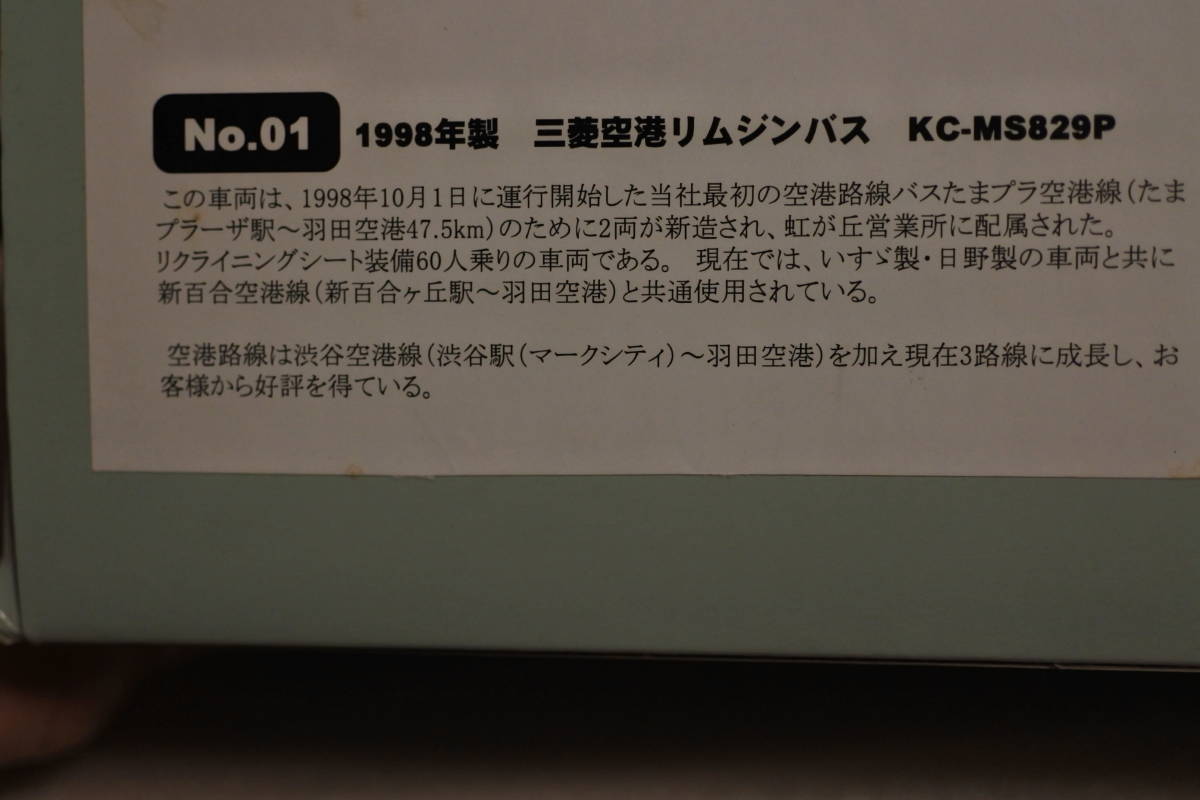 No.01 1998年製 三菱空港リムジンバス KC-MS829P
この車両は、1998年10月1日に運行開始した当社最初の空港路線バスたまプラ空港線(たま
プラーザ駅～羽田空港47.5km)のために2両が新造され、虹が丘営業所に配属された。
リクライニングシート装備60人乗りの車両である。 現在では、いすゞ製・日野製の車両と共に
新百合空港線(新百合ヶ丘駅～羽田空港)と共通使用されている。
空港路線は渋谷空港線(渋谷駅(マークシティ)～羽田空港)を加え現在3路線に成長し、お
客様から好評を得ている。